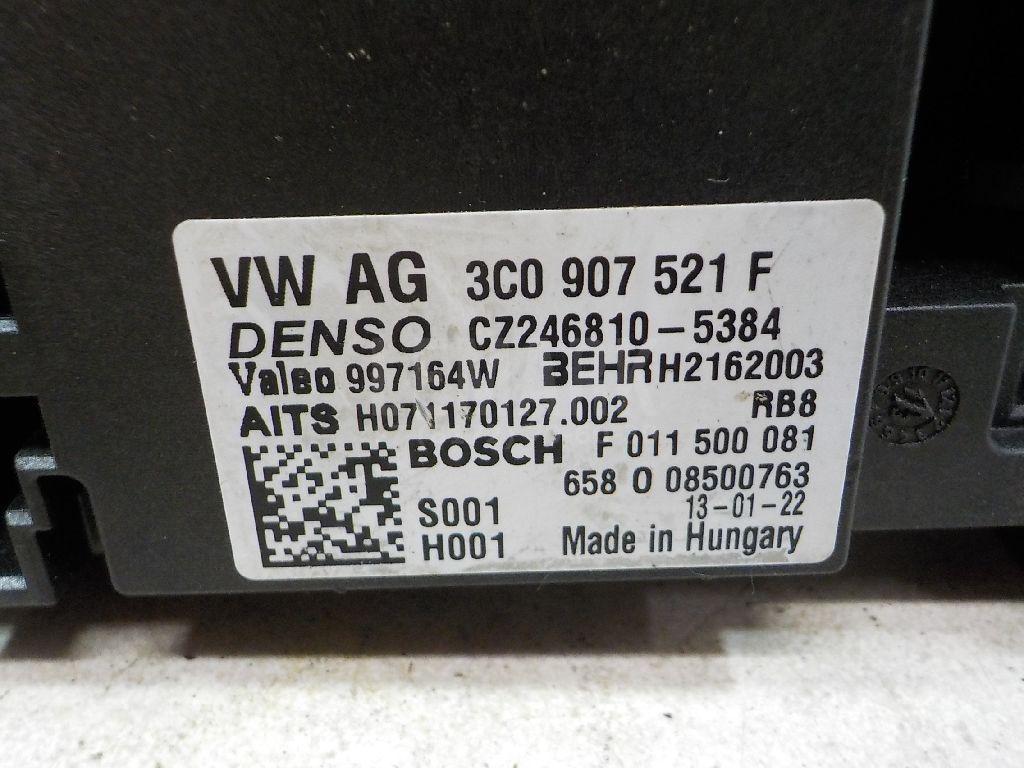 VW AG 3C0 907 521 F
DENSO CZ246810-5384
Valeo 997164W BEHR H2162003
AITS H071170127.002 RB8
BOSCH F 011 500 081
658 0 08500763
S001 13-01-22
H001 Made in Hungary